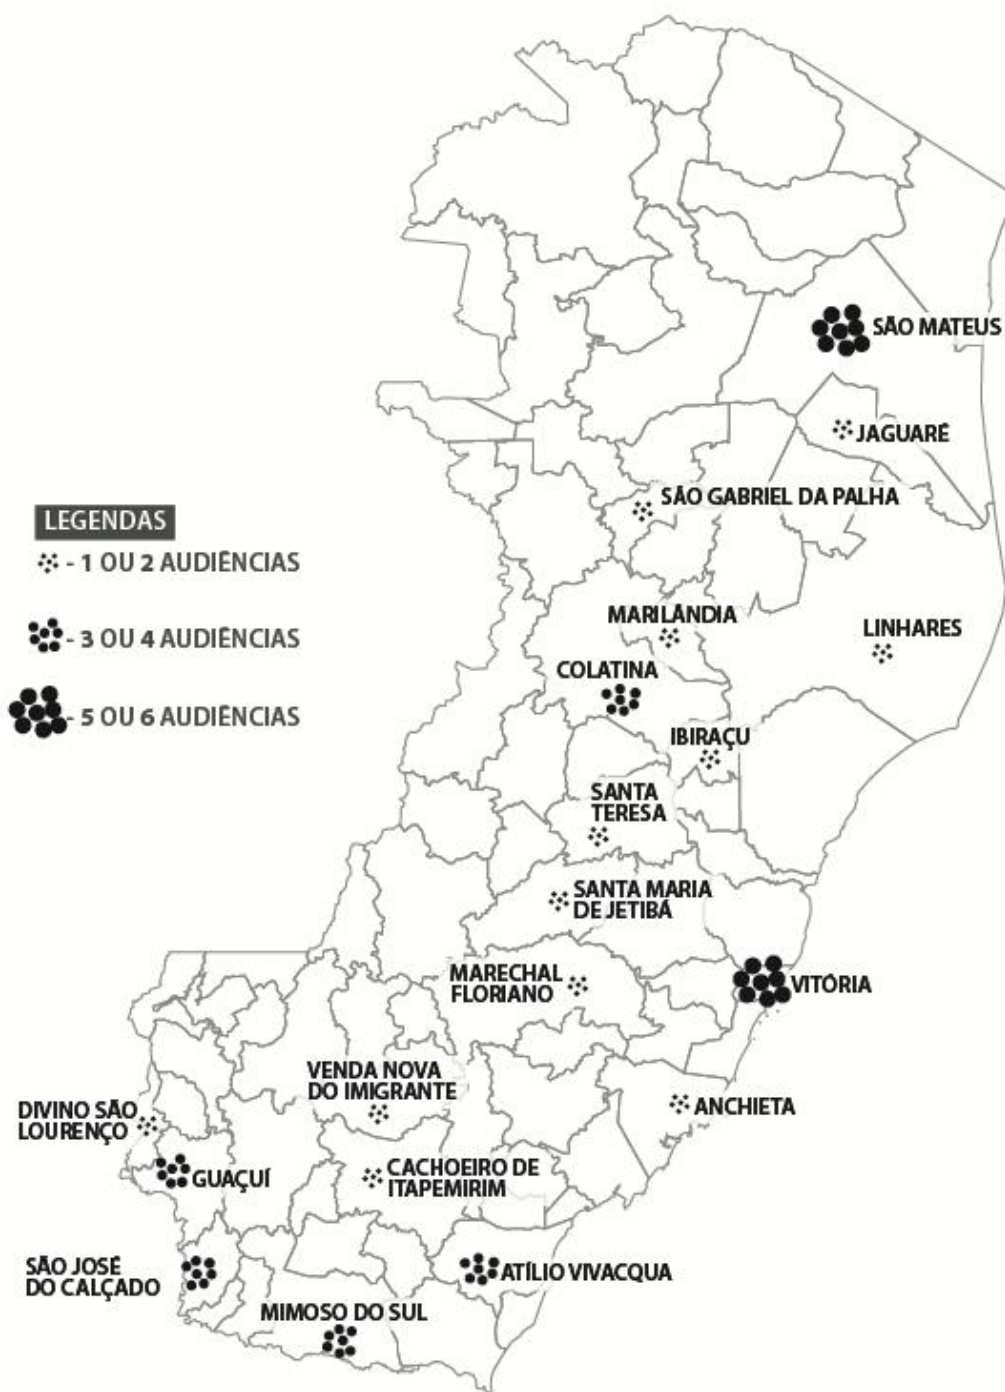 SÃO MATEUS
JAGUARÉ
SÃO GABRIEL DA PALHA
LEGENDAS
- 1 OU 2 AUDIÊNCIAS
- 3 OU 4 AUDIÊNCIAS
- 5 OU 6 AUDIÊNCIAS
MARILÂNDIA
LINHARES
COLATINA
IBIRAÇU
SANTA
TERESA
SANTA MARIA
DE JETIBÁ
MARECHAL
FLORIANO
VITÓRIA
VENDA NOVA
DO IMIGRANTE
DIVINO SÃO
LOURENÇO
ANCHIETA
GUAÇUÍ
CACHOEIRO DE
ITAPEMIRIM
SÃO JOSÉ
DO CALÇADO
ATÍLIO VIVACQUA
MIMOSO DO SUL